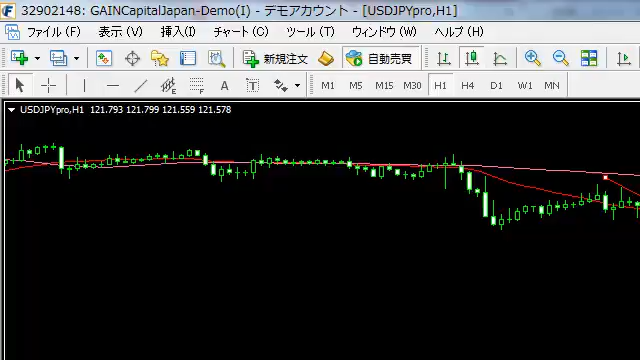 32902148: GAINCapitalJapan-Demo(I) - デモアカウント - [USDJPYpro,H1]
ファイル (F) 表示 (V) 挿入(I) チャート (C) ツール (T) ウィンドウ (W) ヘルプ (H)
新規注文 自動売買
A T M1 M5 M15 M30 H1 H4 D1 W1 MN
USDJPYpro,H1 121.793 121.799 121.559 121.578